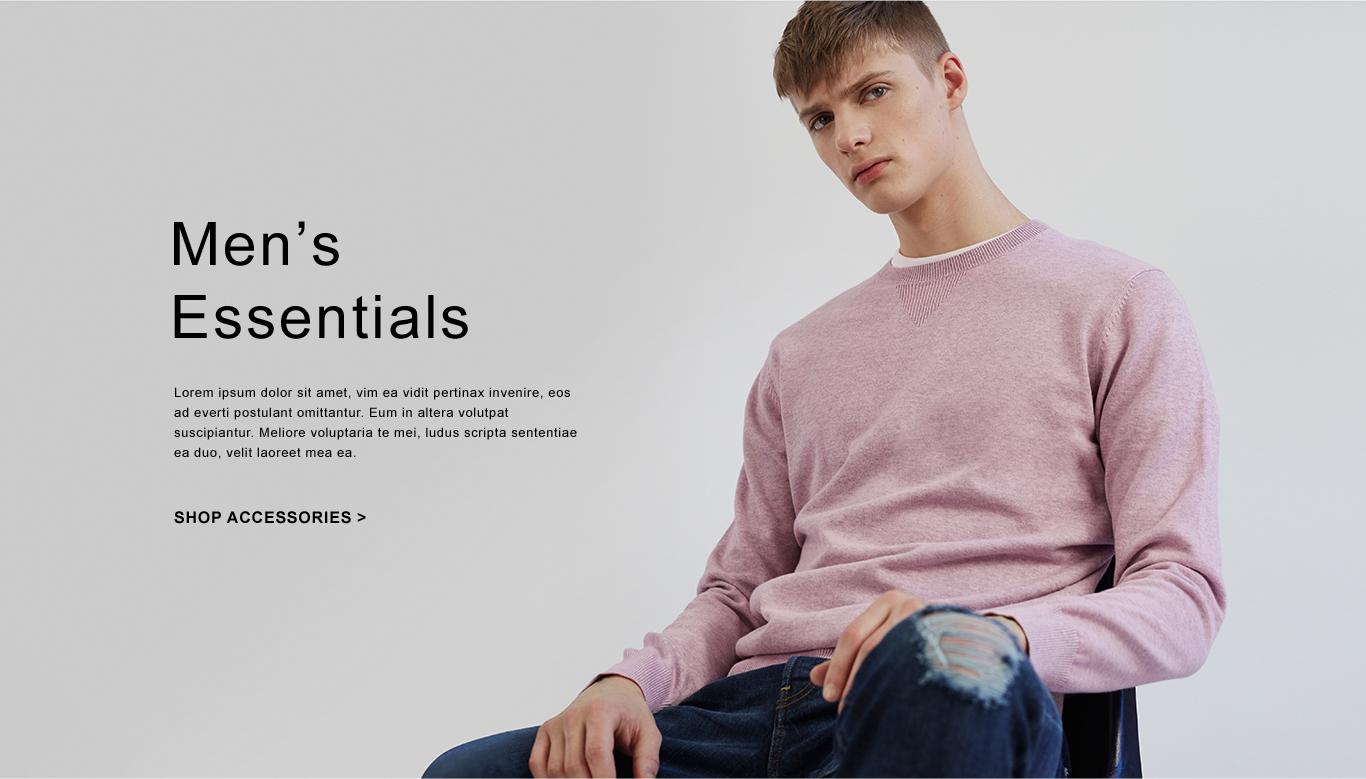 Men’s
Essentials
Lorem ipsum dolor sit amet, vim ea vidit pertinax invenire, eos
ad everti postulant omittantur. Eum in altera volutpat
suscipiantur. Meliore voluptaria te mei, ludus scripta sententiae
ea duo, velit laoreet mea ea.
SHOP ACCESSORIES >